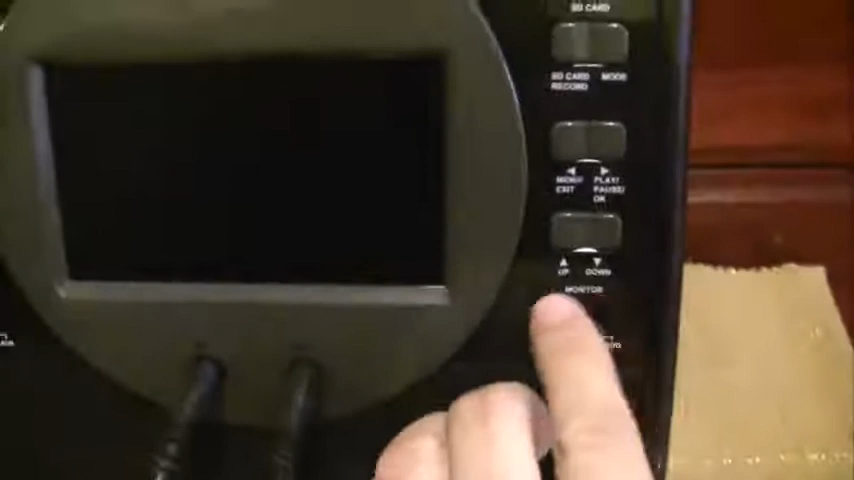 SD CARD
SD CARD MODE
RECORD
◀ ▶
MENU/ PLAY/
EXIT PAUSE/
OK
▲ ▼
UP DOWN
MONITOR